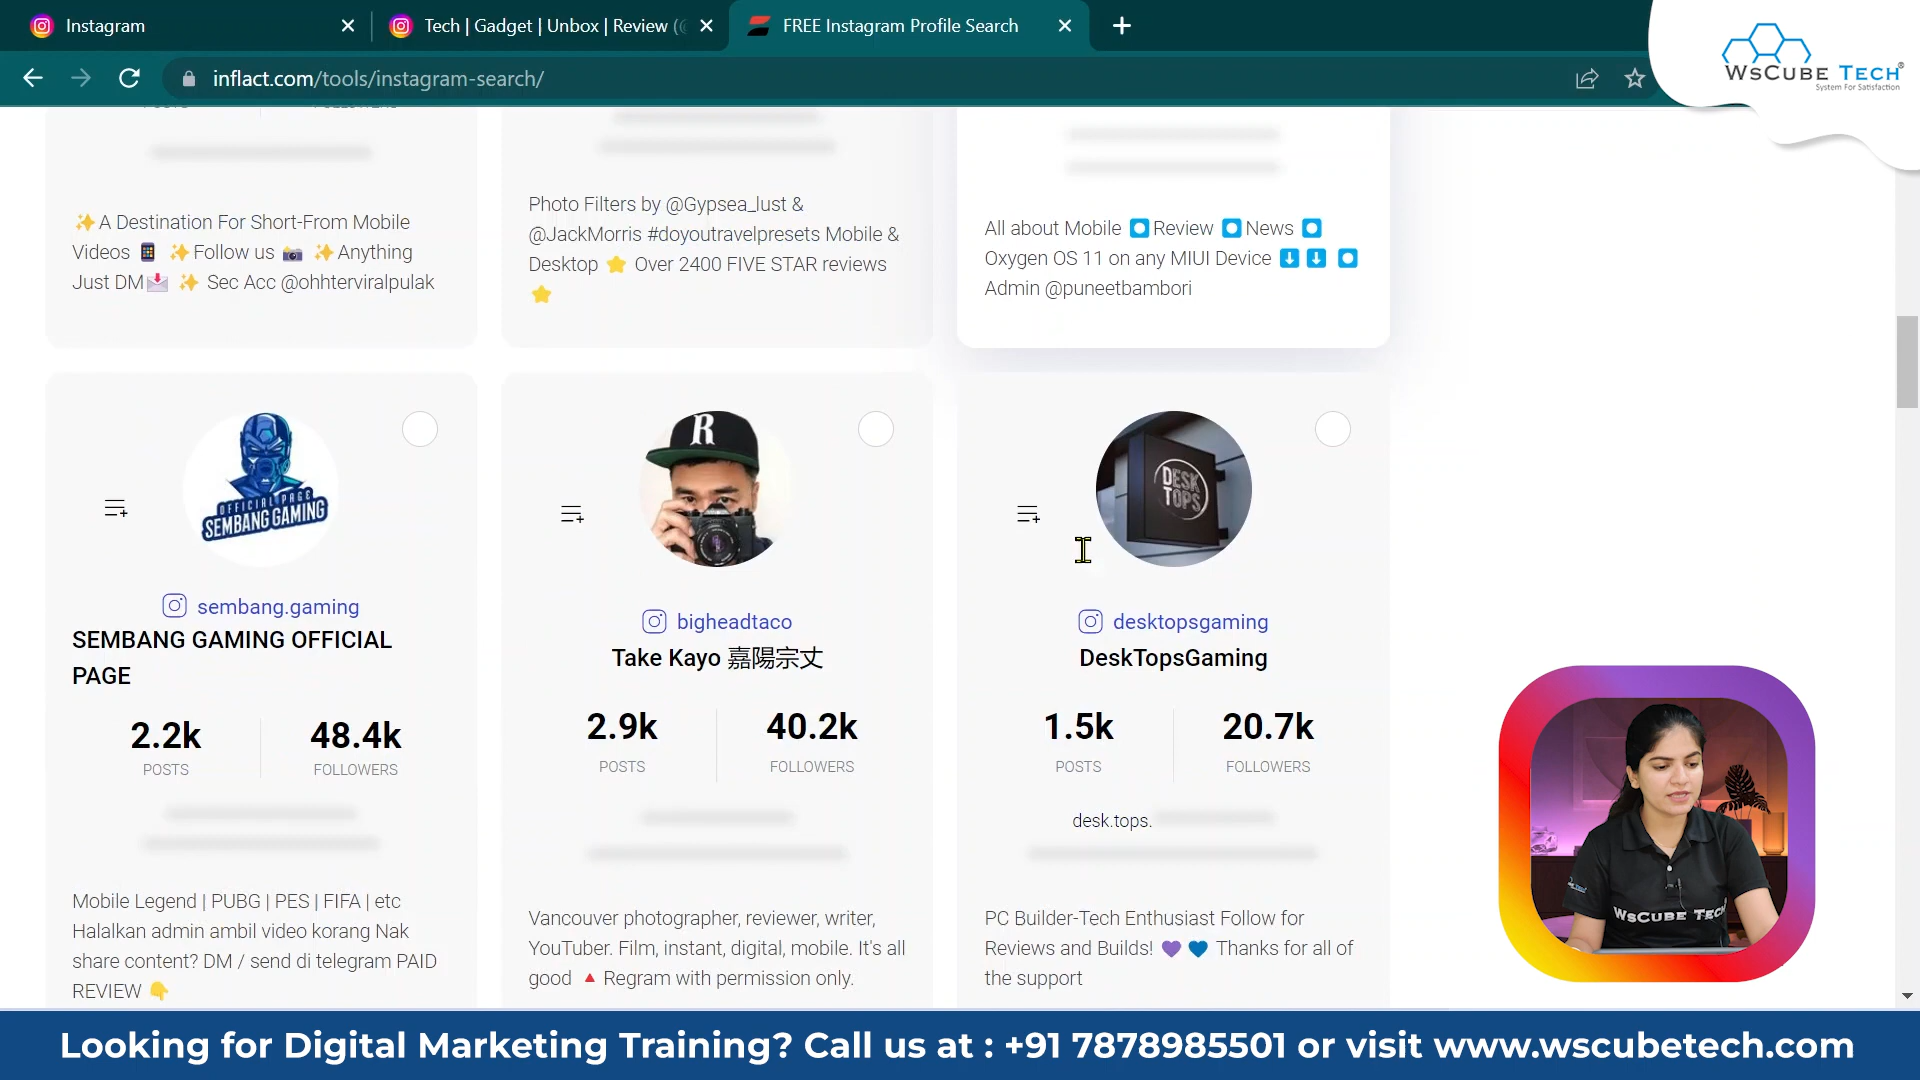 Instagram
Tech | Gadget | Unbox | Review (
FREE Instagram Profile Search
inflact.com/tools/instagram-search/
WsCube Tech®
System For Satisfaction
✨A Destination For Short-From Mobile
Videos 📱 ✨Follow us 📷 ✨Anything
Just DM📩 ✨ Sec Acc @ohhterviralpulak
Photo Filters by @Gypsea_lust &
@JackMorris #doyoutravelpresets Mobile &
Desktop ⭐ Over 2400 FIVE STAR reviews
⭐
All about Mobile ⏺Review ⏺News ⏺
Oxygen OS 11 on any MIUI Device ⬇⬇ ⏺
Admin @puneetbambori
OFFICIAL PAGE
SEMBANG GAMING
sembang.gaming
SEMBANG GAMING OFFICIAL
PAGE
2.2k
POSTS
48.4k
FOLLOWERS
Mobile Legend | PUBG | PES | FIFA | etc
Halalkan admin ambil video korang Nak
share content? DM / send di telegram PAID
REVIEW 👇
R
bigheadtaco
Take Kayo 嘉陽宗丈
2.9k
POSTS
40.2k
FOLLOWERS
Vancouver photographer, reviewer, writer,
YouTuber. Film, instant, digital, mobile. It's all
good 🔺 Regram with permission only.
DESK
TOPS
desktopsgaming
DeskTopsGaming
1.5k
POSTS
20.7k
FOLLOWERS
desk.tops.
PC Builder-Tech Enthusiast Follow for
Reviews and Builds! 💜 💙 Thanks for all of
the support
WsCube Tech
Looking for Digital Marketing Training? Call us at : +91 7878985501 or visit www.wscubetech.com